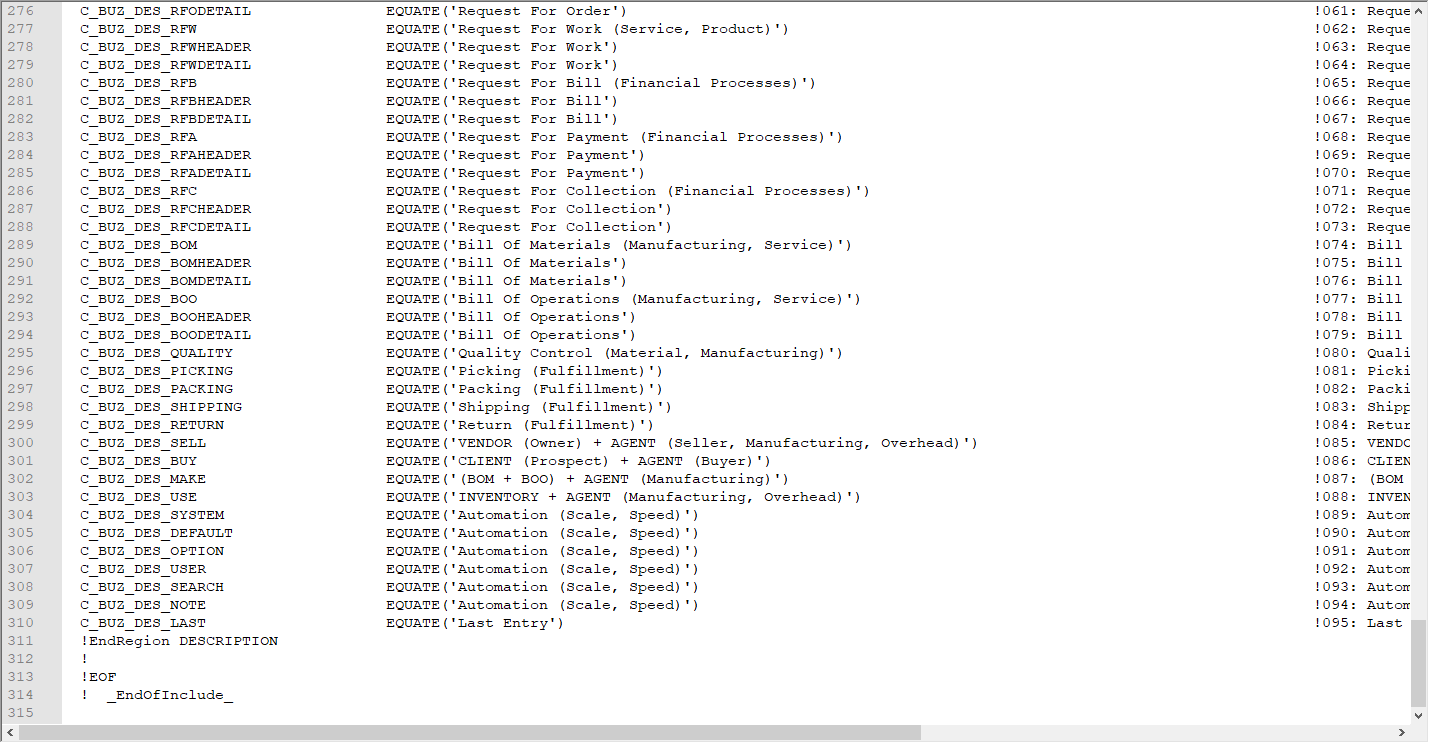 276 C_BUZ_DES_RFODETAIL EQUATE('Request For Order') !061: Reque
277 C_BUZ_DES_RFW EQUATE('Request For Work (Service, Product)') !062: Reque
278 C_BUZ_DES_RFWHEADER EQUATE('Request For Work') !063: Reque
279 C_BUZ_DES_RFWDETAIL EQUATE('Request For Work') !064: Reque
280 C_BUZ_DES_RFB EQUATE('Request For Bill (Financial Processes)') !065: Reque
281 C_BUZ_DES_RFBHEADER EQUATE('Request For Bill') !066: Reque
282 C_BUZ_DES_RFBDETAIL EQUATE('Request For Bill') !067: Reque
283 C_BUZ_DES_RFA EQUATE('Request For Payment (Financial Processes)') !068: Reque
284 C_BUZ_DES_RFAHEADER EQUATE('Request For Payment') !069: Reque
285 C_BUZ_DES_RFADETAIL EQUATE('Request For Payment') !070: Reque
286 C_BUZ_DES_RFC EQUATE('Request For Collection (Financial Processes)') !071: Reque
287 C_BUZ_DES_RFCHEADER EQUATE('Request For Collection') !072: Reque
288 C_BUZ_DES_RFCDETAIL EQUATE('Request For Collection') !073: Reque
289 C_BUZ_DES_BOM EQUATE('Bill Of Materials (Manufacturing, Service)') !074: Bill
290 C_BUZ_DES_BOMHEADER EQUATE('Bill Of Materials') !075: Bill
291 C_BUZ_DES_BOMDETAIL EQUATE('Bill Of Materials') !076: Bill
292 C_BUZ_DES_BOO EQUATE('Bill Of Operations (Manufacturing, Service)') !077: Bill
293 C_BUZ_DES_BOOHEADER EQUATE('Bill Of Operations') !078: Bill
294 C_BUZ_DES_BOODETAIL EQUATE('Bill Of Operations') !079: Bill
295 C_BUZ_DES_QUALITY EQUATE('Quality Control (Material, Manufacturing)') !080: Quali
296 C_BUZ_DES_PICKING EQUATE('Picking (Fulfillment)') !081: Picki
297 C_BUZ_DES_PACKING EQUATE('Packing (Fulfillment)') !082: Packi
298 C_BUZ_DES_SHIPPING EQUATE('Shipping (Fulfillment)') !083: Shipp
299 C_BUZ_DES_RETURN EQUATE('Return (Fulfillment)') !084: Retur
300 C_BUZ_DES_SELL EQUATE('VENDOR (Owner) + AGENT (Seller, Manufacturing, Overhead)') !085: VENDO
301 C_BUZ_DES_BUY EQUATE('CLIENT (Prospect) + AGENT (Buyer)') !086: CLIEN
302 C_BUZ_DES_MAKE EQUATE('(BOM + BOO) + AGENT (Manufacturing)') !087: (BOM
303 C_BUZ_DES_USE EQUATE('INVENTORY + AGENT (Manufacturing, Overhead)') !088: INVEN
304 C_BUZ_DES_SYSTEM EQUATE('Automation (Scale, Speed)') !089: Autom
305 C_BUZ_DES_DEFAULT EQUATE('Automation (Scale, Speed)') !090: Autom
306 C_BUZ_DES_OPTION EQUATE('Automation (Scale, Speed)') !091: Autom
307 C_BUZ_DES_USER EQUATE('Automation (Scale, Speed)') !092: Autom
308 C_BUZ_DES_SEARCH EQUATE('Automation (Scale, Speed)') !093: Autom
309 C_BUZ_DES_NOTE EQUATE('Automation (Scale, Speed)') !094: Autom
310 C_BUZ_DES_LAST EQUATE('Last Entry') !095: Last
311 !EndRegion DESCRIPTION
312 !
313 !EOF
314 ! _EndOfInclude_
315